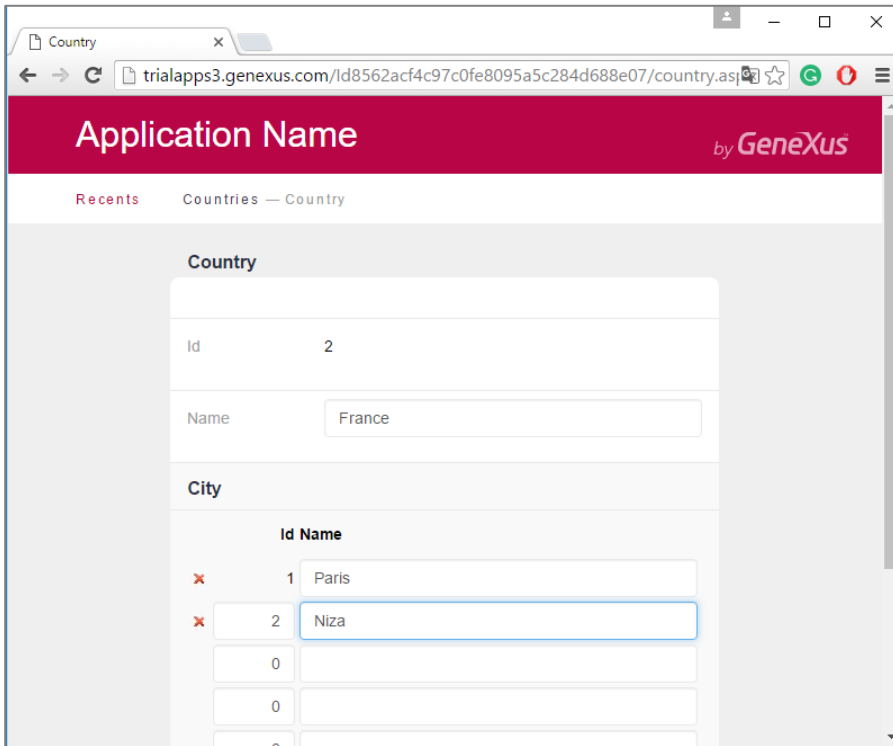 Country
trialapps3.genexus.com/Id8562acf4c97c0fe8095a5c284d688e07/country.asp
Application Name
by GeneXus
Recents Countries — Country
Country
Id 2
Name France
City
Id Name
1 Paris
2 Niza
0
0